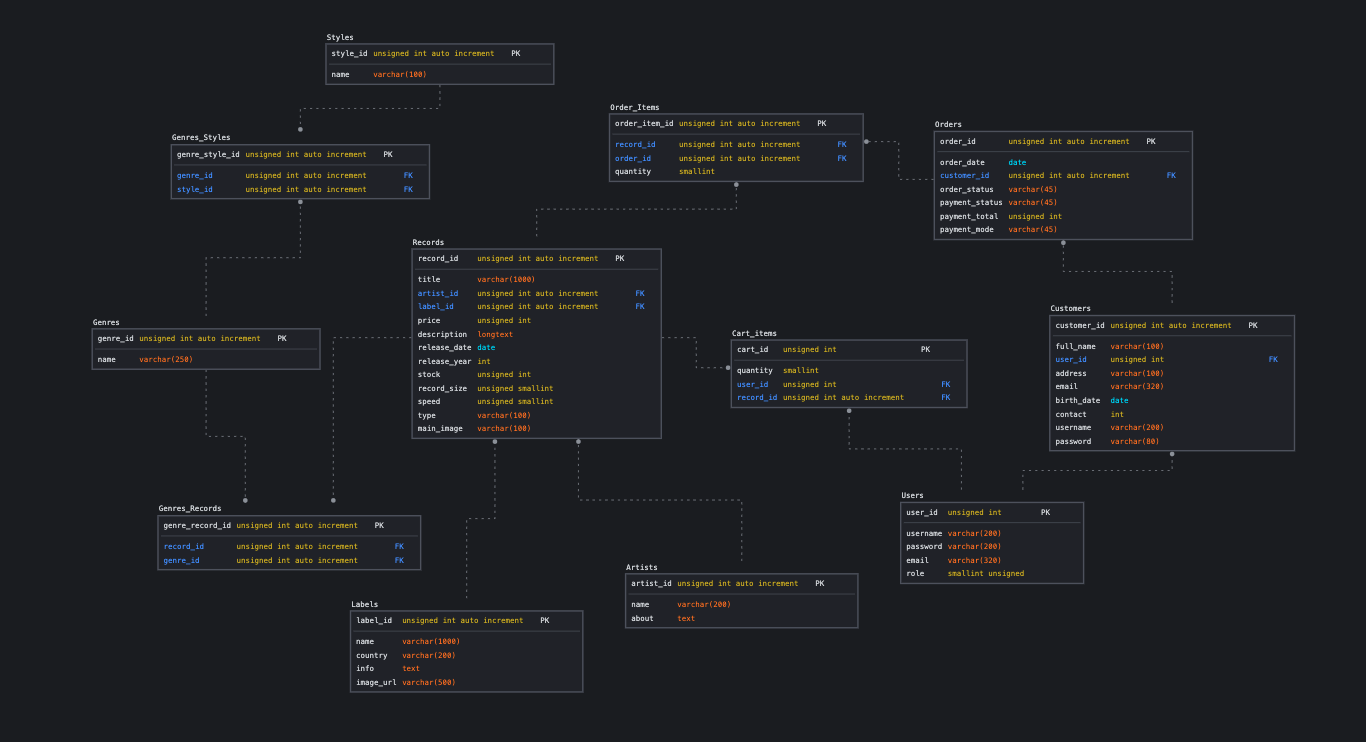 Styles
style_id unsigned int auto increment PK
name varchar(100)
Genres_Styles
genre_style_id unsigned int auto increment PK
genre_id unsigned int auto increment FK
style_id unsigned int auto increment FK
Order_Items
order_item_id unsigned int auto increment PK
record_id unsigned int auto increment FK
order_id unsigned int auto increment FK
quantity smallint
Orders
order_id unsigned int auto increment PK
order_date date
customer_id unsigned int auto increment FK
order_status varchar(45)
payment_status varchar(45)
payment_total unsigned int
payment_mode varchar(45)
Records
record_id unsigned int auto increment PK
title varchar(1000)
artist_id unsigned int auto increment FK
label_id unsigned int auto increment FK
price unsigned int
description longtext
release_date date
release_year int
stock unsigned int
record_size unsigned smallint
speed unsigned smallint
type varchar(100)
main_image varchar(100)
Genres
genre_id unsigned int auto increment PK
name varchar(250)
Cart_items
cart_id unsigned int PK
quantity smallint
user_id unsigned int FK
record_id unsigned int auto increment FK
Customers
customer_id unsigned int auto increment PK
full_name varchar(100)
user_id unsigned int FK
address varchar(100)
email varchar(320)
birth_date date
contact int
username varchar(200)
password varchar(80)
Genres_Records
genre_record_id unsigned int auto increment PK
record_id unsigned int auto increment FK
genre_id unsigned int auto increment FK
Users
user_id unsigned int PK
username varchar(200)
password varchar(200)
email varchar(320)
role smallint unsigned
Artists
artist_id unsigned int auto increment PK
name varchar(200)
about text
Labels
label_id unsigned int auto increment PK
name varchar(1000)
country varchar(200)
info text
image_url varchar(500)